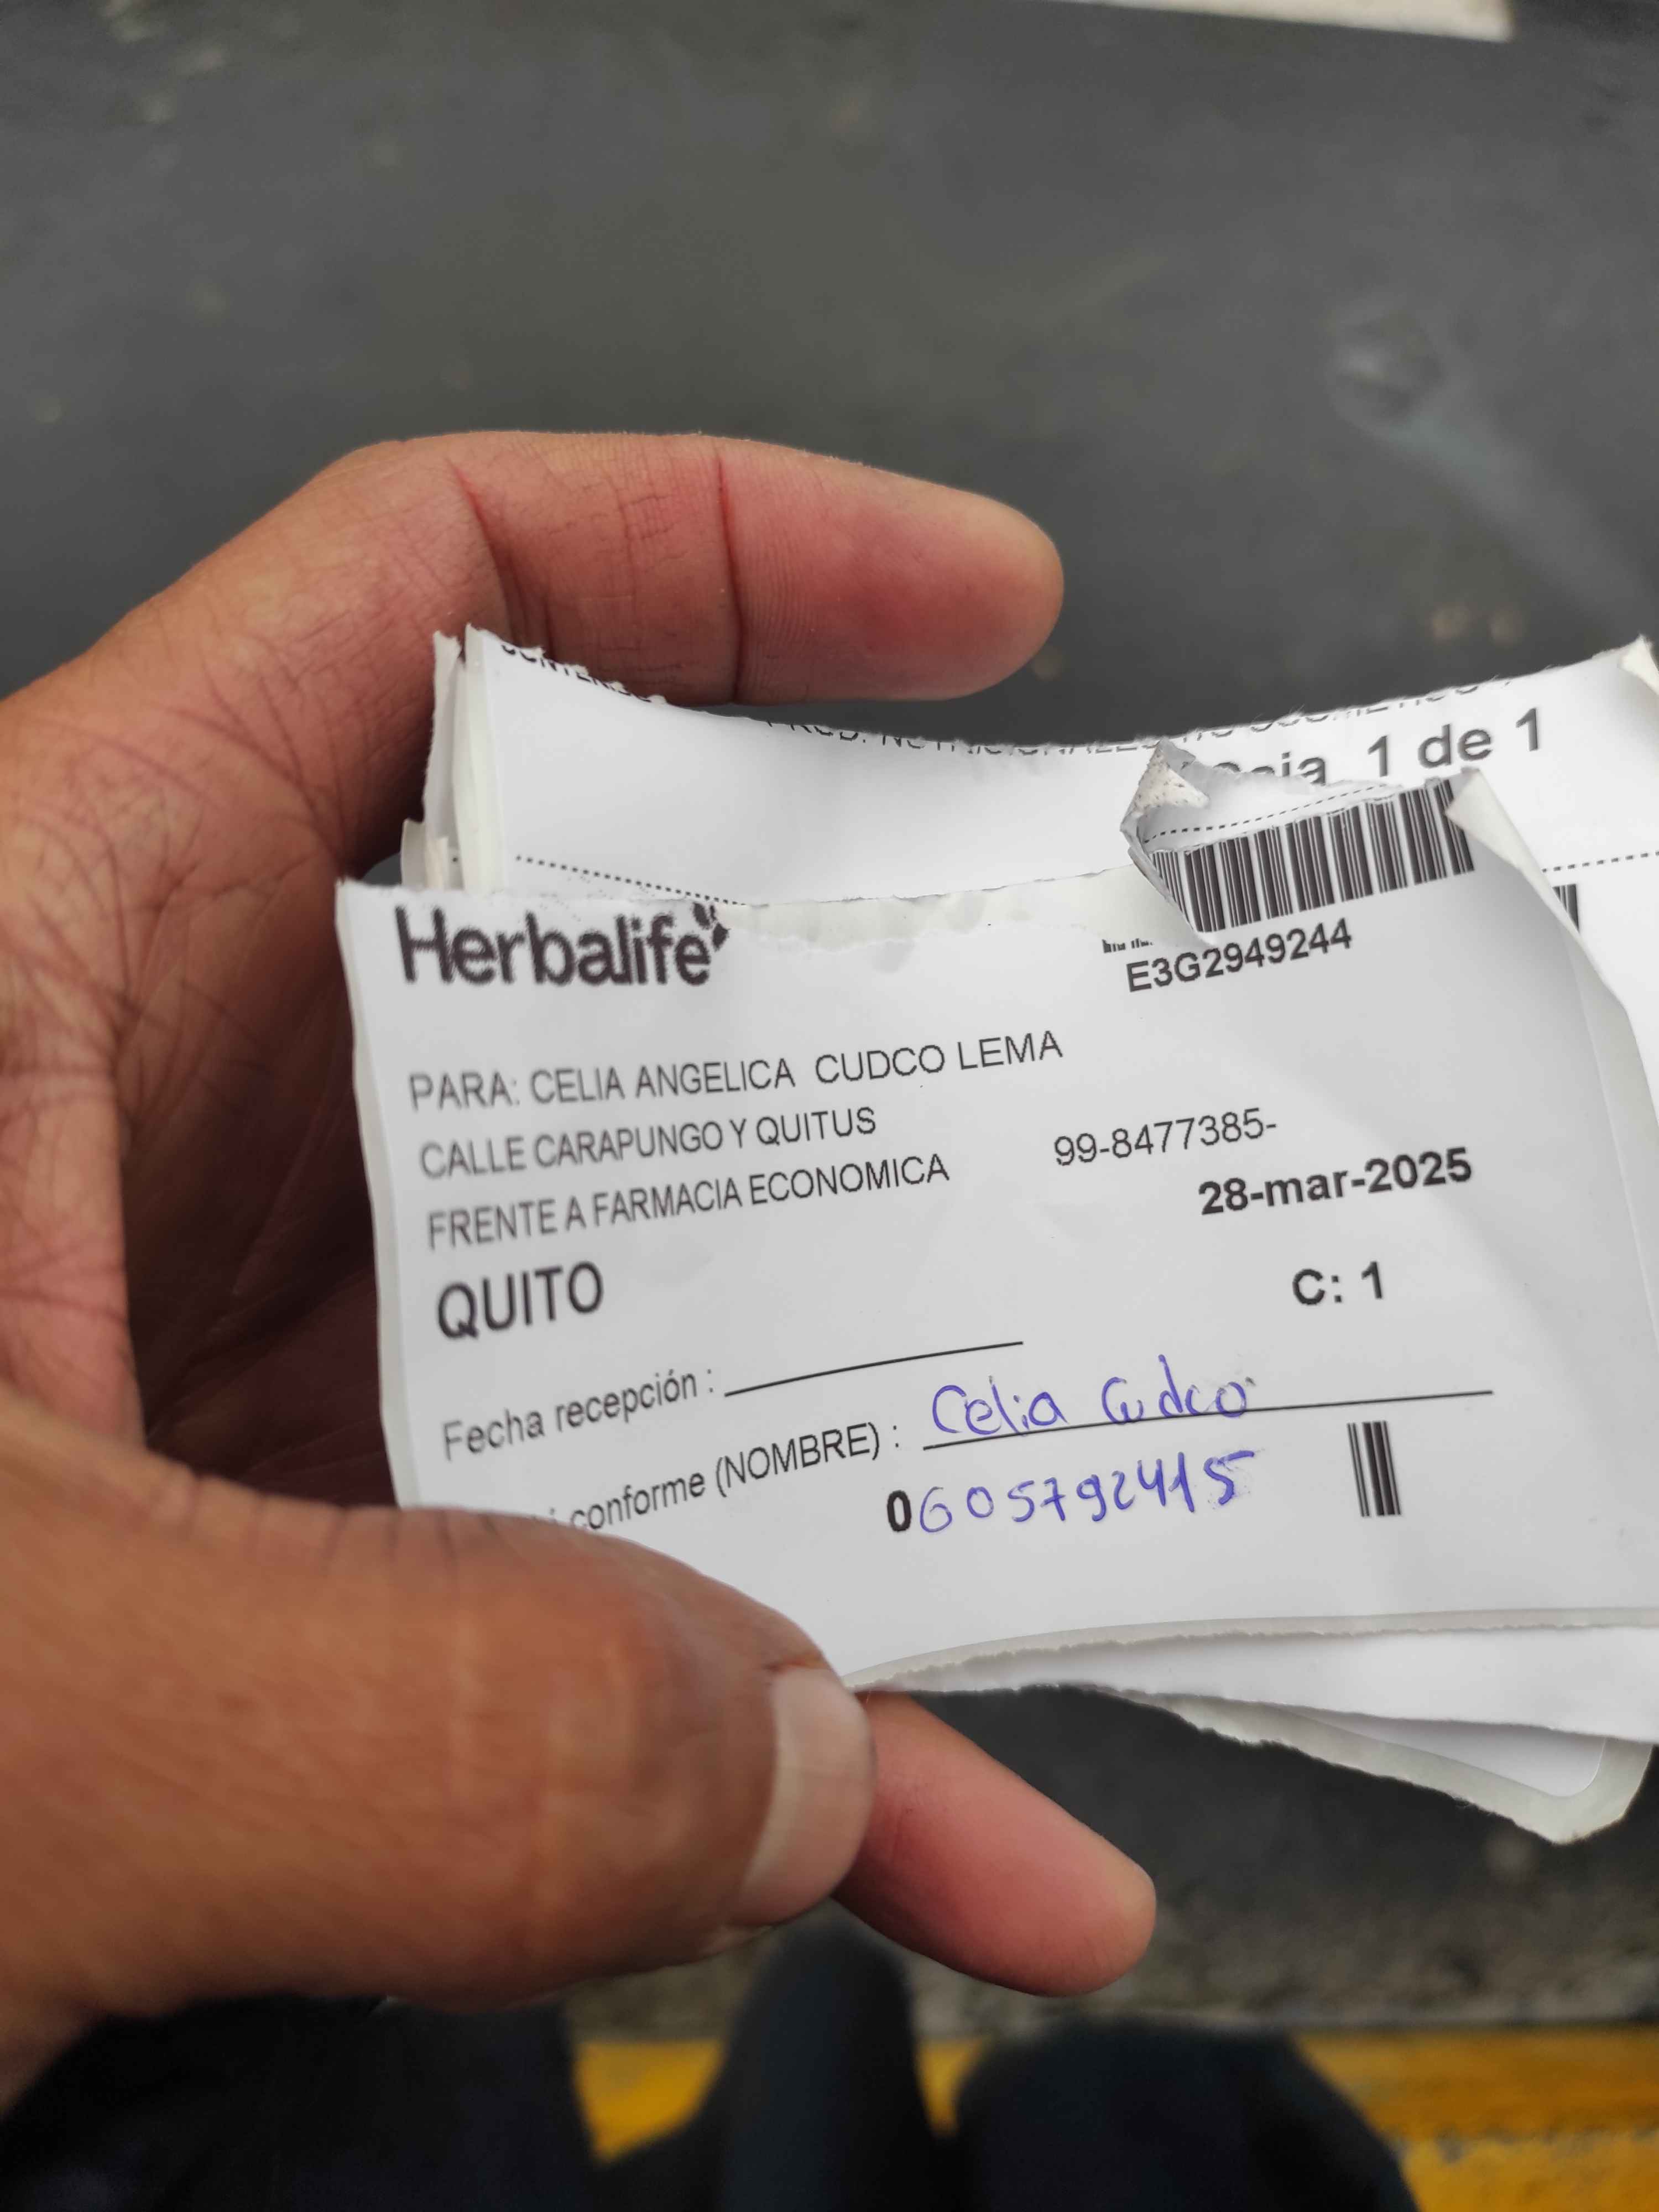 Caja 1 de 1
Herbalife
E3G2949244
PARA: CELIA ANGELICA CUDCO LEMA
CALLE CARAPUNGO Y QUITUS
99-8477385-
FRENTE A FARMACIA ECONOMICA
28-mar-2025
QUITO
C: 1
Fecha recepción :
conforme (NOMBRE) : Celia Cudco
0605792415